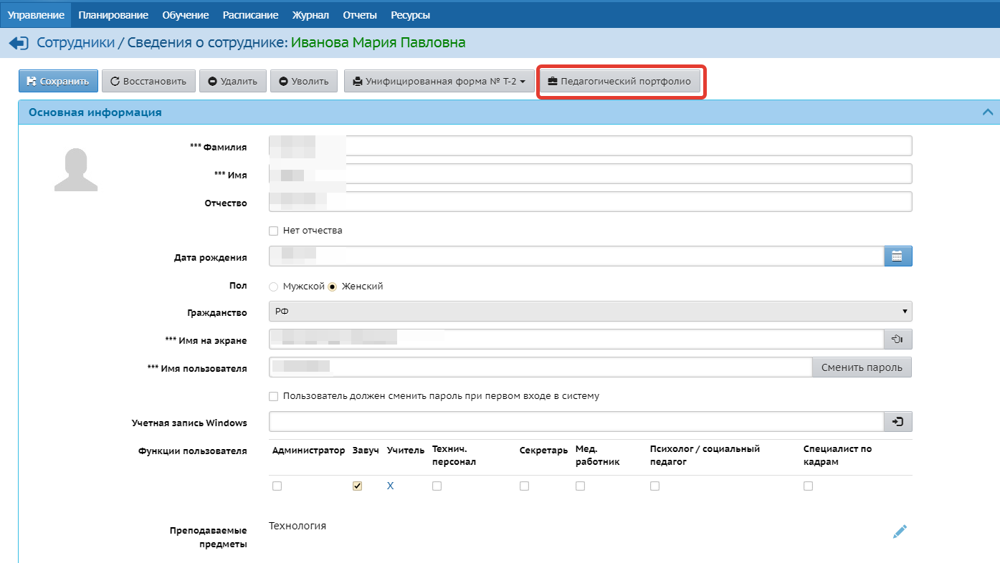 Управление Планирование Обучение Расписание Журнал Отчеты Ресурсы
Сотрудники / Сведения о сотруднике: Иванова Мария Павловна
Сохранить Восстановить Удалить Уволить Унифицированная форма № Т-2 Педагогический портфолио
Основная информация
*** Фамилия
*** Имя
Отчество
Нет отчества
Дата рождения
Пол Мужской Женский
Гражданство РФ
*** Имя на экране
*** Имя пользователя Сменить пароль
Пользователь должен сменить пароль при первом входе в систему
Учетная запись Windows
Функции пользователя Администратор Завуч Учитель Технич. персонал Секретарь Мед. работник Психолог / социальный педагог Специалист по кадрам
X
Преподаваемые предметы Технология